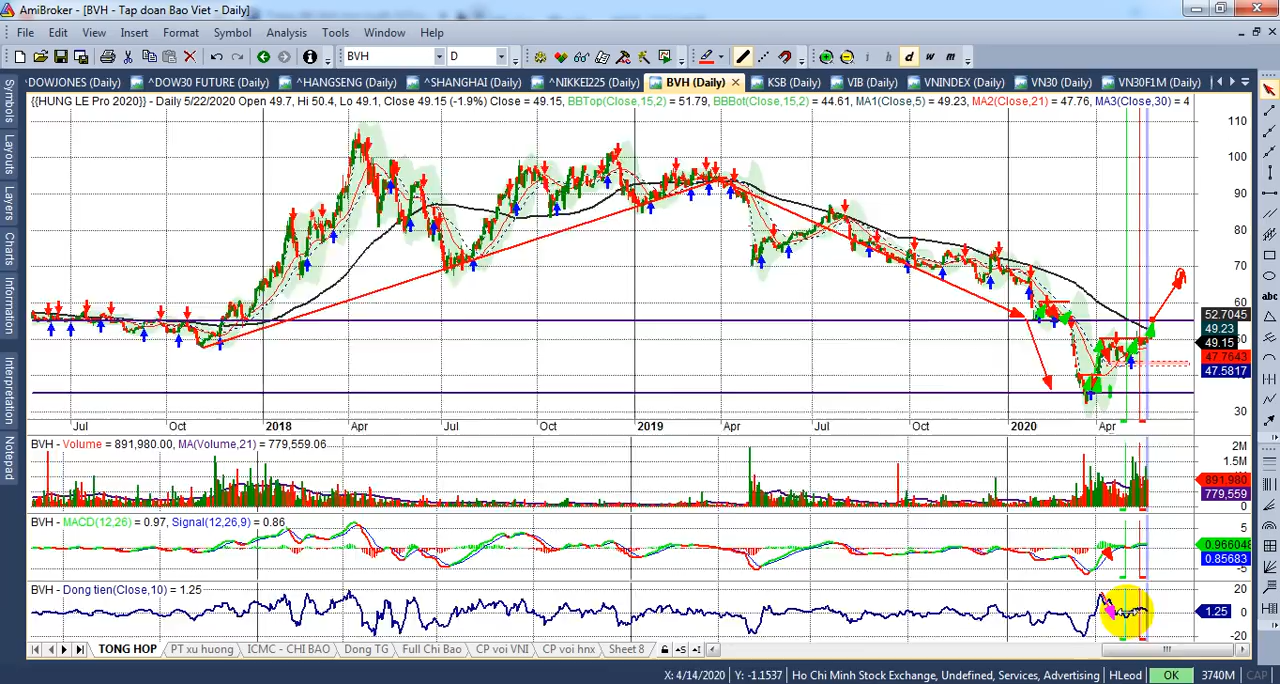 AmiBroker - [BVH - Tap doan Bao Viet - Daily]
File Edit View Insert Format Symbol Analysis Tools Window Help
BVH D i h d w m
DOWJONES (Daily) ^DOW30 FUTURE (Daily) ^HANGSENG (Daily) ^SHANGHAI (Daily) ^NIKKEI225 (Daily) BVH (Daily) KSB (Daily) VIB (Daily) VNINDEX (Daily) VN30 (Daily) VN30F1M (Daily)
{{HUNG LE Pro 2020}} - Daily 5/22/2020 Open 49.7, Hi 50.4, Lo 49.1, Close 49.15 (-1.9%) Close = 49.15, BBTop(Close,15,2) = 51.79, BBBot(Close,15,2) = 44.61, MA1(Close,5) = 49.23, MA2(Close,21) = 47.76, MA3(Close,30) = 4
Symbols
Layouts
Layers
Charts
Information
Interpretation
Notepad
abc
110
100
90
80
70
60
52.7045
49.23
49.15
47.7643
47.5817
30
Jul Oct 2018 Apr Jul Oct 2019 Apr Jul Oct 2020 Apr
BVH - Volume = 891,980.00, MA(Volume,21) = 779,559.06
2M
1.5M
891,980
779,559
BVH - MACD(12,26) = 0.97, Signal(12,26,9) = 0.86
5
0.966048
0.85683
-5
BVH - Dong tien(Close,10) = 1.25
20
1.25
0
-20
TONG HOP PT xu huong ICMC - CHI BAO Dong TG Full Chi Bao CP voi VNI CP voi hnx Sheet 8
X: 4/14/2020 Y: -1.1537 Ho Chi Minh Stock Exchange, Undefined, Services, Advertising HLeod OK 3740M CAP